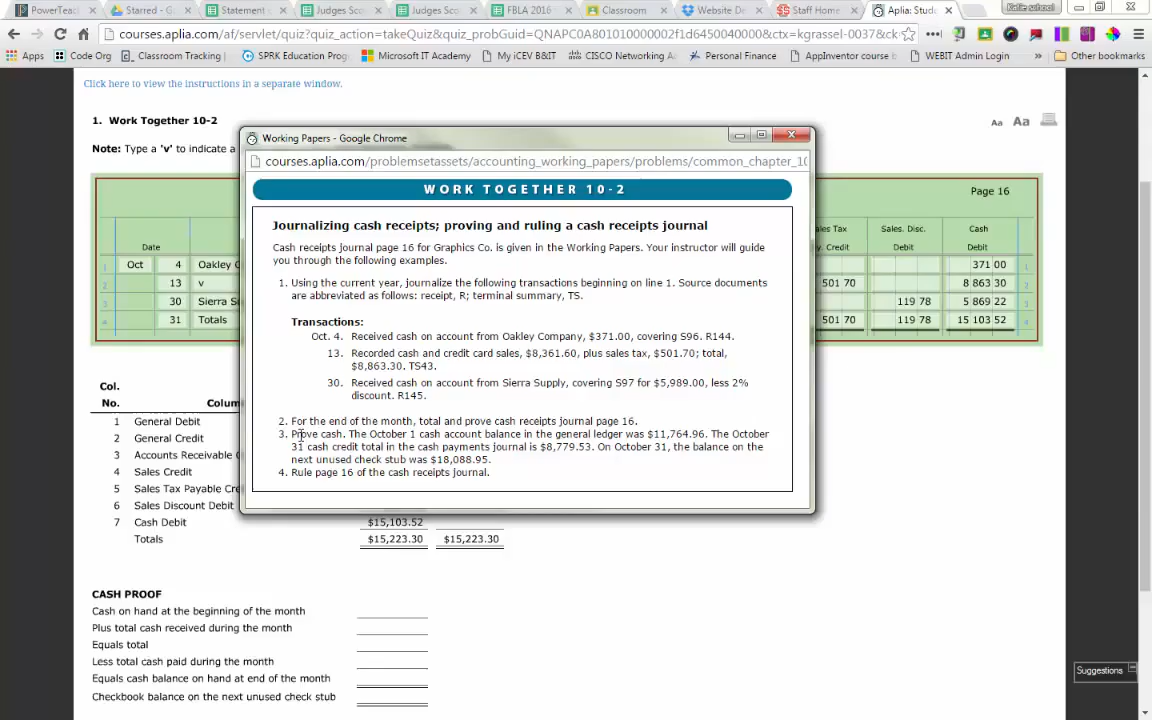 PowerTeach
Starred - G
Statement
Judges Sco
Judges Sco
FBLA 2016
Classroom
Website De
Staff Home
Aplia: Stude
Katie school
courses.aplia.com/af/servlet/quiz?quiz_action=takeQuiz&quiz_probGuid=QNAPC0A801010000002f1d6450040000&ctx=kgrassel-0037&ck
Apps
Code Org
Classroom Tracking
SPRK Education Prog
Microsoft IT Academy
My iCEV B&IT
CISCO Networking A
Personal Finance
AppInventor course b
WEBIT Admin Login
»
Other bookmarks
Click here to view the instructions in a separate window.
1. Work Together 10-2
Aa Aa
Note: Type a 'v' to indicate a
Page 16
Date
ales Tax
y. Credit
Sales. Disc.
Debit
Cash
Debit
1 Oct 4 Oakley C 371 00 1
2 13 v 501 70 8 863 30 2
3 30 Sierra S 119 78 5 869 22 3
4 31 Totals 501 70 119 78 15 103 52 4
Working Papers - Google Chrome
courses.aplia.com/problemsetassets/accounting_working_papers/problems/common_chapter_10
WORK TOGETHER 10-2
Journalizing cash receipts; proving and ruling a cash receipts journal
Cash receipts journal page 16 for Graphics Co. is given in the Working Papers. Your instructor will guide
you through the following examples.
1. Using the current year, journalize the following transactions beginning on line 1. Source documents
are abbreviated as follows: receipt, R; terminal summary, TS.
Transactions:
Oct. 4. Received cash on account from Oakley Company, $371.00, covering S96. R144.
13. Recorded cash and credit card sales, $8,361.60, plus sales tax, $501.70; total,
$8,863.30. TS43.
30. Received cash on account from Sierra Supply, covering S97 for $5,989.00, less 2%
discount. R145.
2. For the end of the month, total and prove cash receipts journal page 16.
3. Prove cash. The October 1 cash account balance in the general ledger was $11,764.96. The October
31 cash credit total in the cash payments journal is $8,779.53. On October 31, the balance on the
next unused check stub was $18,088.95.
4. Rule page 16 of the cash receipts journal.
Col.
No.
Colum
1 General Debit
2 General Credit
3 Accounts Receivable C
4 Sales Credit
5 Sales Tax Payable Cre
6 Sales Discount Debit
7 Cash Debit $15,103.52
Totals $15,223.30 $15,223.30
CASH PROOF
Cash on hand at the beginning of the month
Plus total cash received during the month
Equals total
Less total cash paid during the month
Equals cash balance on hand at end of the month
Checkbook balance on the next unused check stub
Suggestions